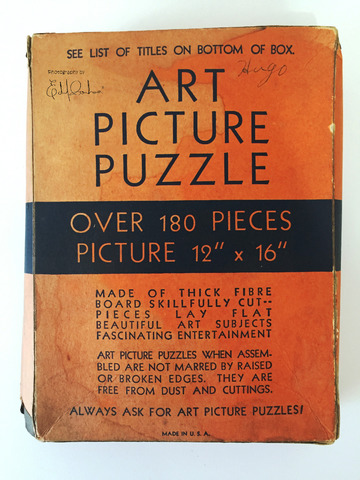 SEE LIST OF TITLES ON BOTTOM OF BOX.
PHOTOGRAPHS BY
Hugo
ART
PICTURE
PUZZLE
OVER 180 PIECES
PICTURE 12" x 16"
MADE OF THICK FIBRE
BOARD SKILLFULLY CUT--
PIECES LAY FLAT
BEAUTIFUL ART SUBJECTS
FASCINATING ENTERTAINMENT
ART PICTURE PUZZLES WHEN ASSEM-
BLED ARE NOT MARRED BY RAISED
OR BROKEN EDGES. THEY ARE
FREE FROM DUST AND CUTTINGS.
ALWAYS ASK FOR ART PICTURE PUZZLES!
MADE IN U. S. A.